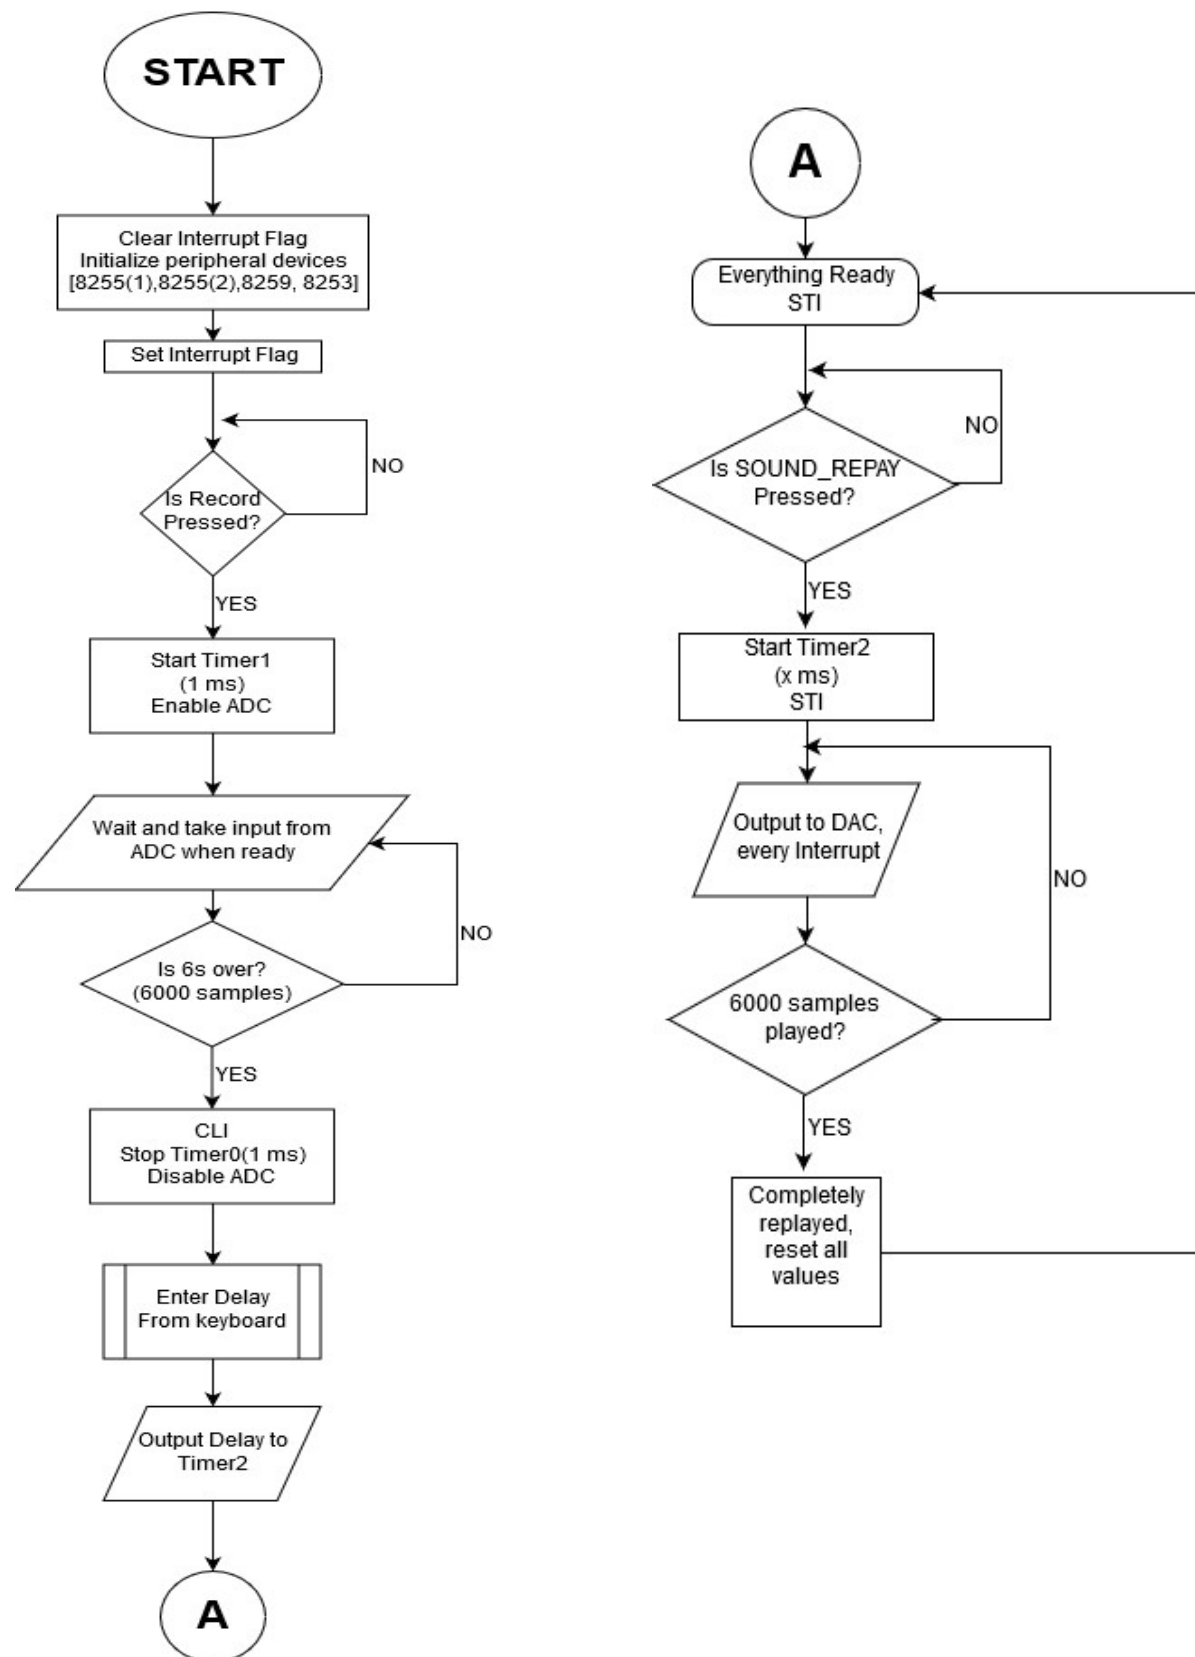 START
Clear Interrupt Flag
Initialize peripheral devices
[8255(1),8255(2),8259, 8253]
Set Interrupt Flag
NO
Is Record
Pressed?
YES
Start Timer1
(1 ms)
Enable ADC
Wait and take input from
ADC when ready
NO
Is 6s over?
(6000 samples)
YES
CLI
Stop Timer0(1 ms)
Disable ADC
Enter Delay
From keyboard
Output Delay to
Timer2
A
A
Everything Ready
STI
NO
Is SOUND_REPAY
Pressed?
YES
Start Timer2
(x ms)
STI
Output to DAC,
every Interrupt
NO
6000 samples
played?
YES
Completely
replayed,
reset all
values